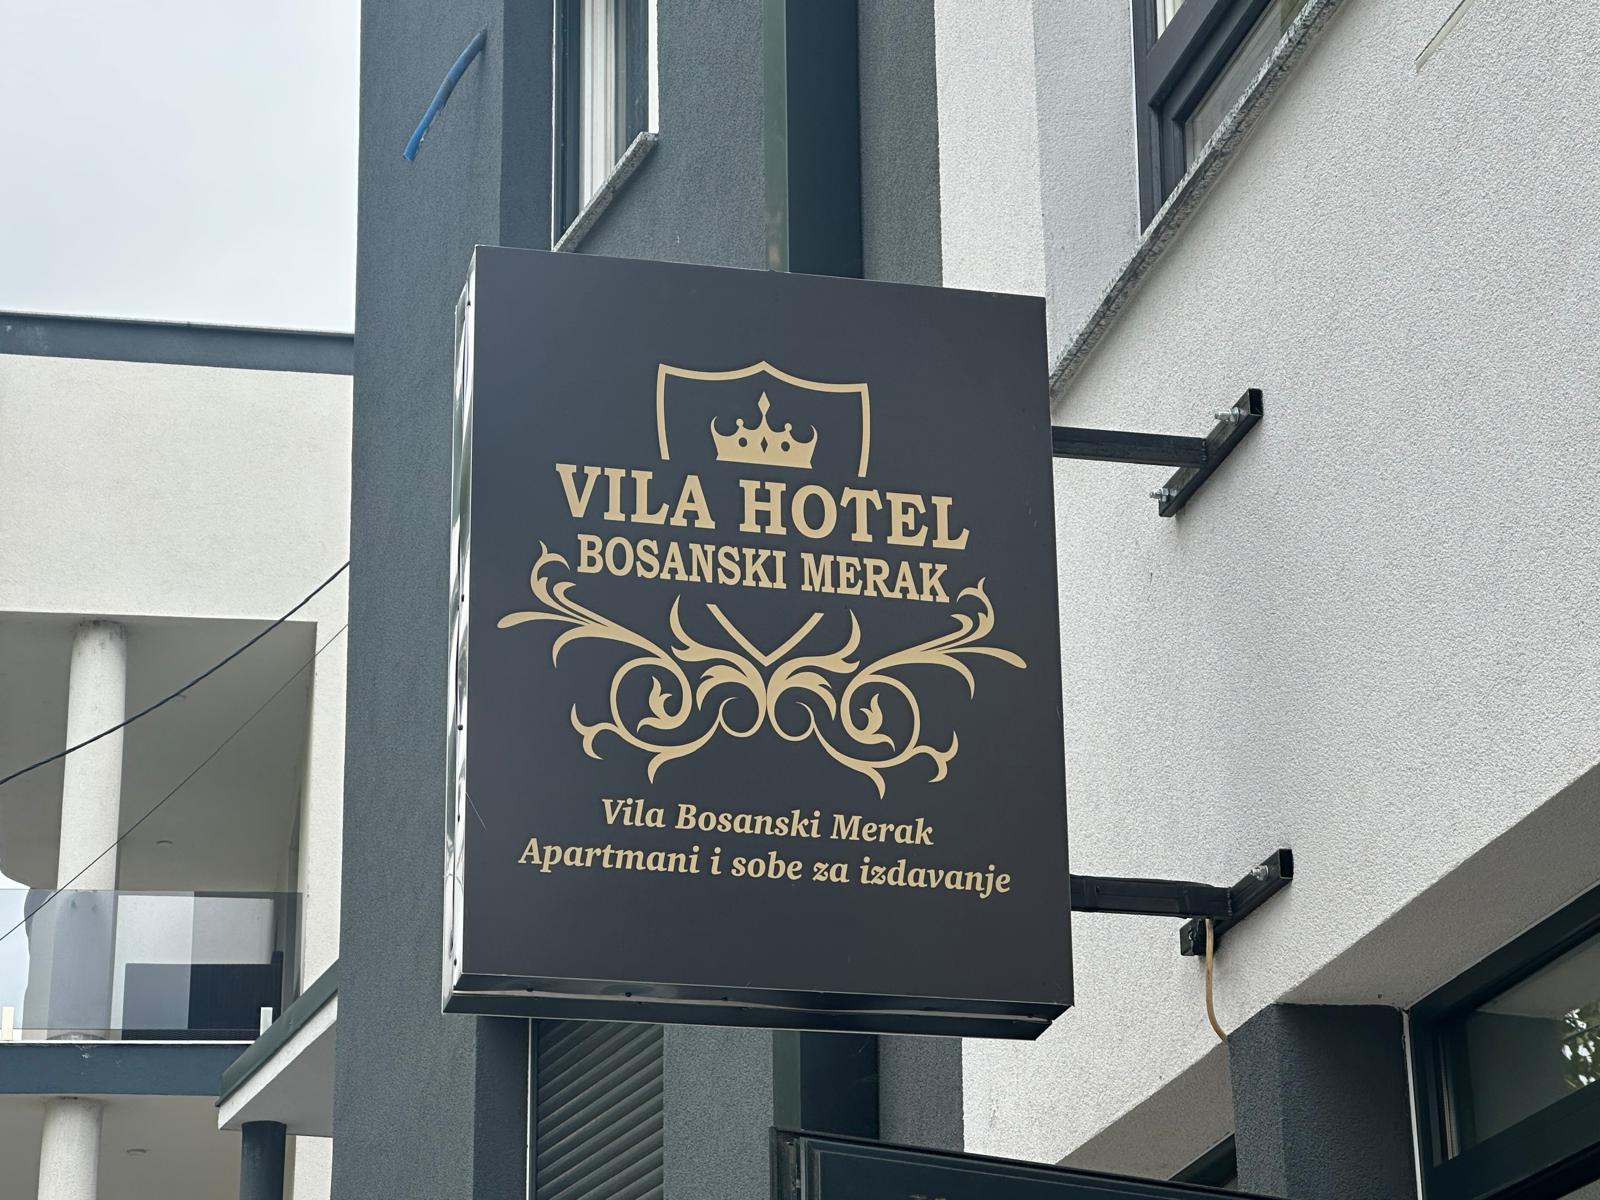 VILA HOTEL
BOSANSKI MERAK
Vila Bosanski Merak
Apartmani i sobe za izdavanje